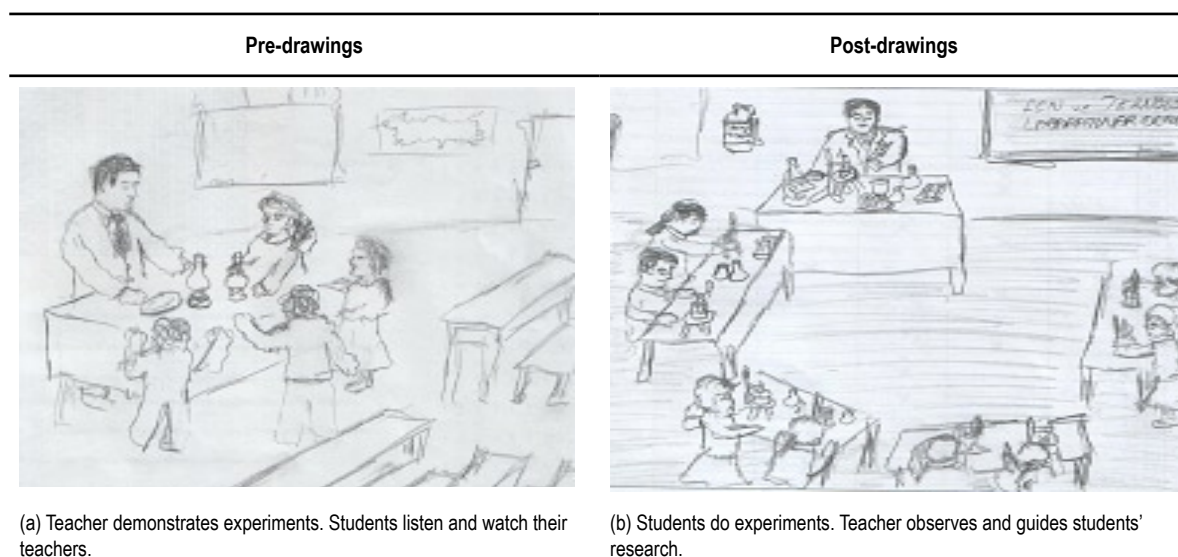 Pre-drawings
Post-drawings
LABORATUVAR
(a) Teacher demonstrates experiments. Students listen and watch their
teachers.
(b) Students do experiments. Teacher observes and guides students’
research.